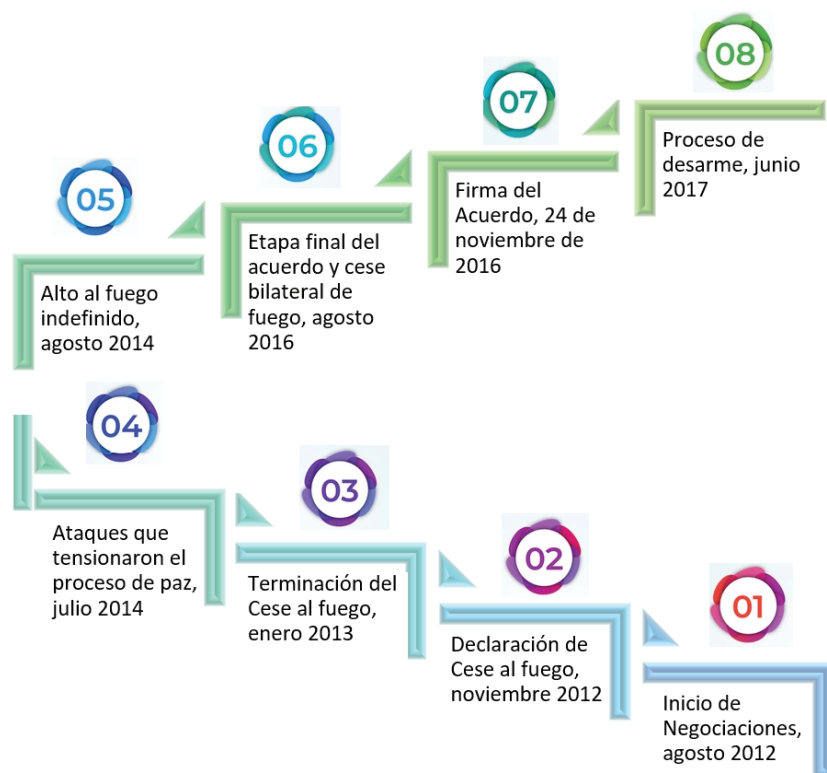 08
Proceso de
desarme, junio
2017
07
Firma del
Acuerdo, 24 de
noviembre de
2016
06
Etapa final del
acuerdo y cese
bilateral de
fuego, agosto
2016
05
Alto al fuego
indefinido,
agosto 2014
04
Ataques que
tensionaron el
proceso de paz,
julio 2014
03
Terminación del
Cese al fuego,
enero 2013
02
Declaración de
Cese al fuego,
noviembre 2012
01
Inicio de
Negociaciones,
agosto 2012